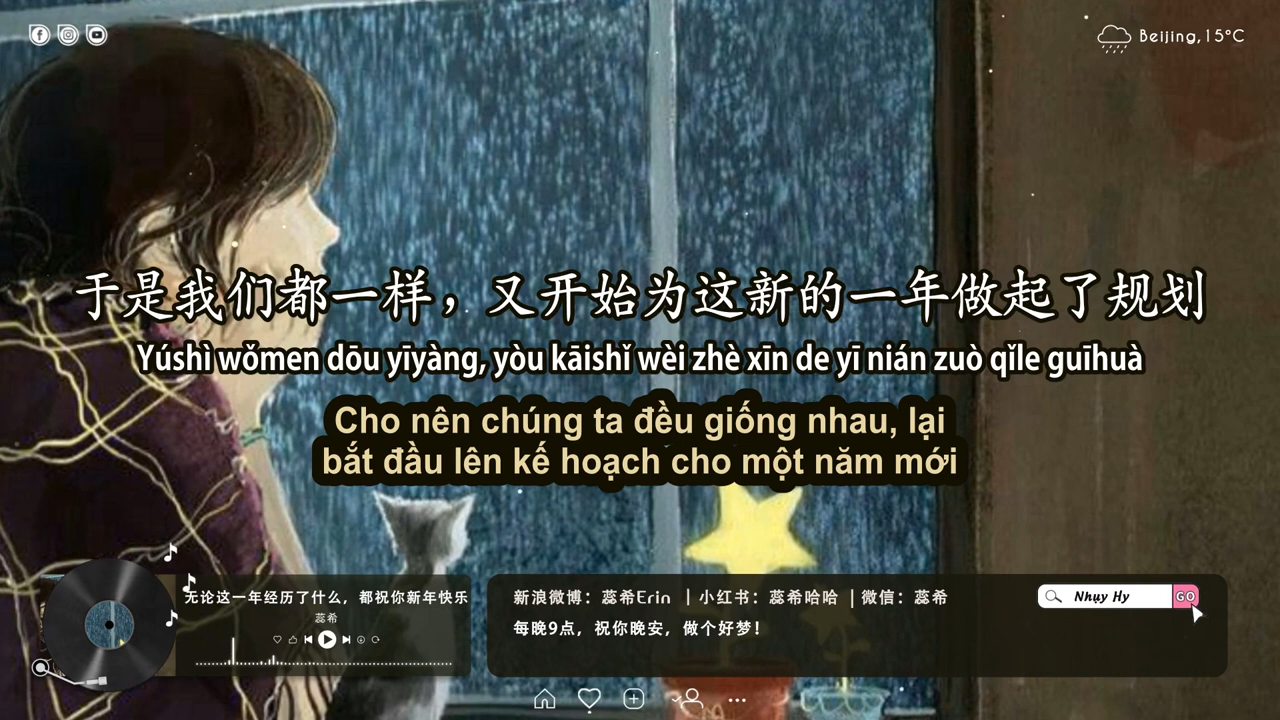 Beijing,15°C
于是我们都一样，又开始为这新的一年做起了规划
Yúshì wǒmen dōu yīyàng, yòu kāishǐ wèi zhè xīn de yī nián zuò qǐle guīhuà
Cho nên chúng ta đều giống nhau, lại
bắt đầu lên kế hoạch cho một năm mới
无论这一年经历了什么，都祝你新年快乐
蕊希
新浪微博：蕊希Erin ｜小红书：蕊希哈哈 ｜微信：蕊希
每晚9点，祝你晚安，做个好梦！
Nhụy Hy
GO